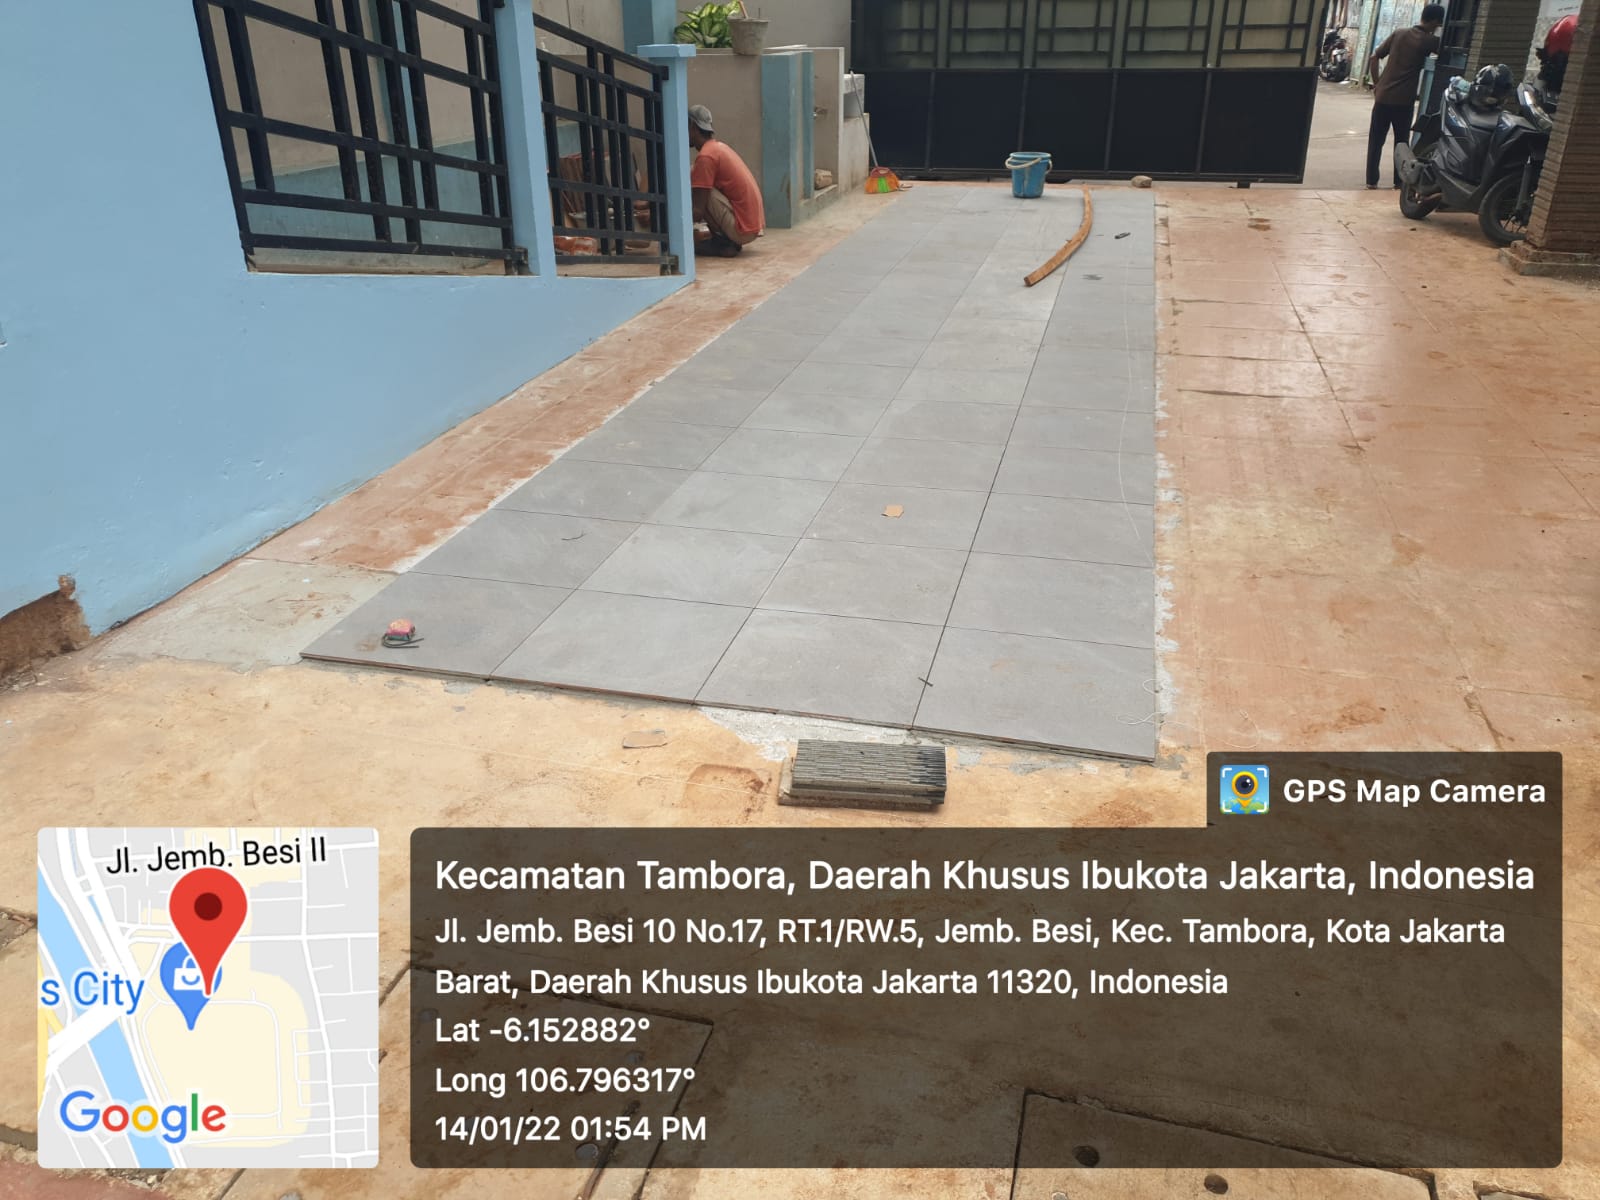 GPS Map Camera
Jl. Jemb. Besi II
s City
Google
Kecamatan Tambora, Daerah Khusus Ibukota Jakarta, Indonesia
Jl. Jemb. Besi 10 No.17, RT.1/RW.5, Jemb. Besi, Kec. Tambora, Kota Jakarta
Barat, Daerah Khusus Ibukota Jakarta 11320, Indonesia
Lat -6.152882°
Long 106.796317°
14/01/22 01:54 PM